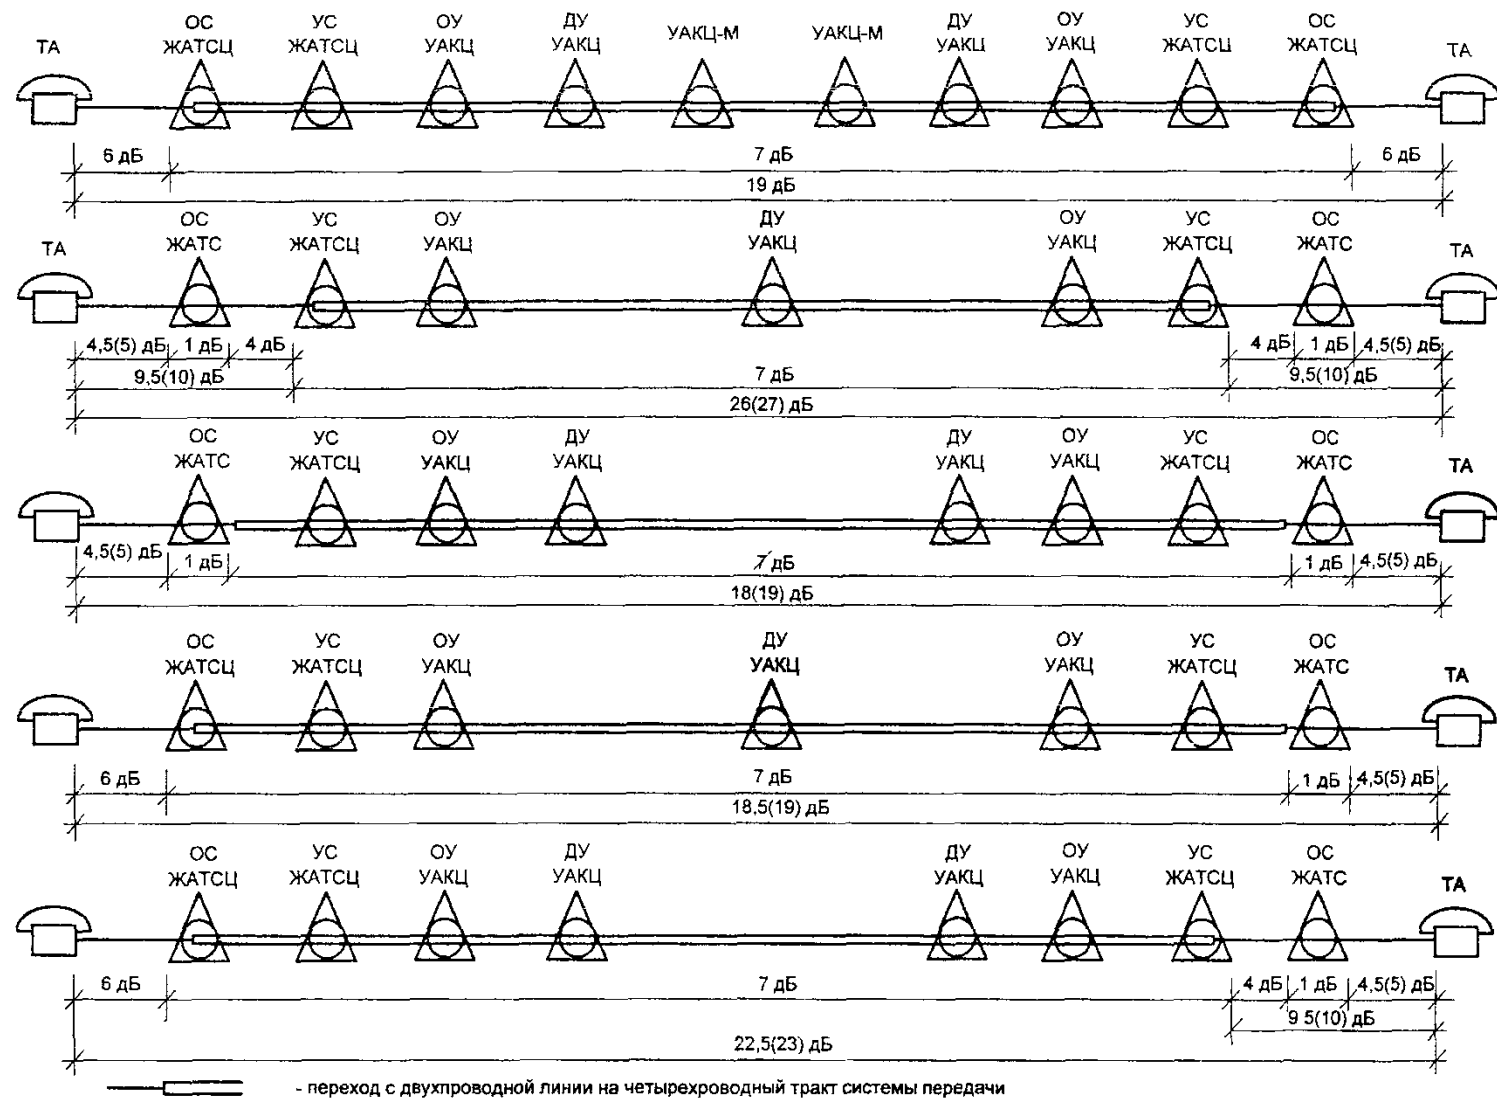 ОС УС ОУ ДУ УАКЦ-М УАКЦ-М ДУ ОУ УС ОС
ТА ЖАТСЦ ЖАТСЦ УАКЦ УАКЦ УАКЦ УАКЦ ЖАТСЦ ЖАТСЦ ТА
6 дБ 7 дБ 6 дБ
19 дБ
ОС УС ОУ ДУ ОУ УС ОС
ТА ЖАТС ЖАТСЦ УАКЦ УАКЦ УАКЦ ЖАТСЦ ЖАТС ТА
4,5(5) дБ 1 дБ 4 дБ 4 дБ 1 дБ 4,5(5) дБ
9,5(10) дБ 7 дБ 9,5(10) дБ
26(27) дБ
ОС УС ОУ ДУ ДУ ОУ УС ОС
ЖАТС ЖАТСЦ УАКЦ УАКЦ УАКЦ УАКЦ ЖАТСЦ ЖАТС ТА
4,5(5) дБ 1 дБ 7 дБ 1 дБ 4,5(5) дБ
18(19) дБ
ОС УС ОУ ДУ ОУ УС ОС
ЖАТСЦ ЖАТСЦ УАКЦ УАКЦ УАКЦ ЖАТСЦ ЖАТС ТА
6 дБ 7 дБ 1 дБ 4,5(5) дБ
18,5(19) дБ
ОС УС ОУ ДУ ДУ ОУ УС ОС
ЖАТСЦ ЖАТСЦ УАКЦ УАКЦ УАКЦ УАКЦ ЖАТСЦ ЖАТС ТА
6 дБ 7 дБ 4 дБ 1 дБ 4,5(5) дБ
9 5(10) дБ
22,5(23) дБ
- переход с двухпроводной линии на четырехроводный тракт системы передачи